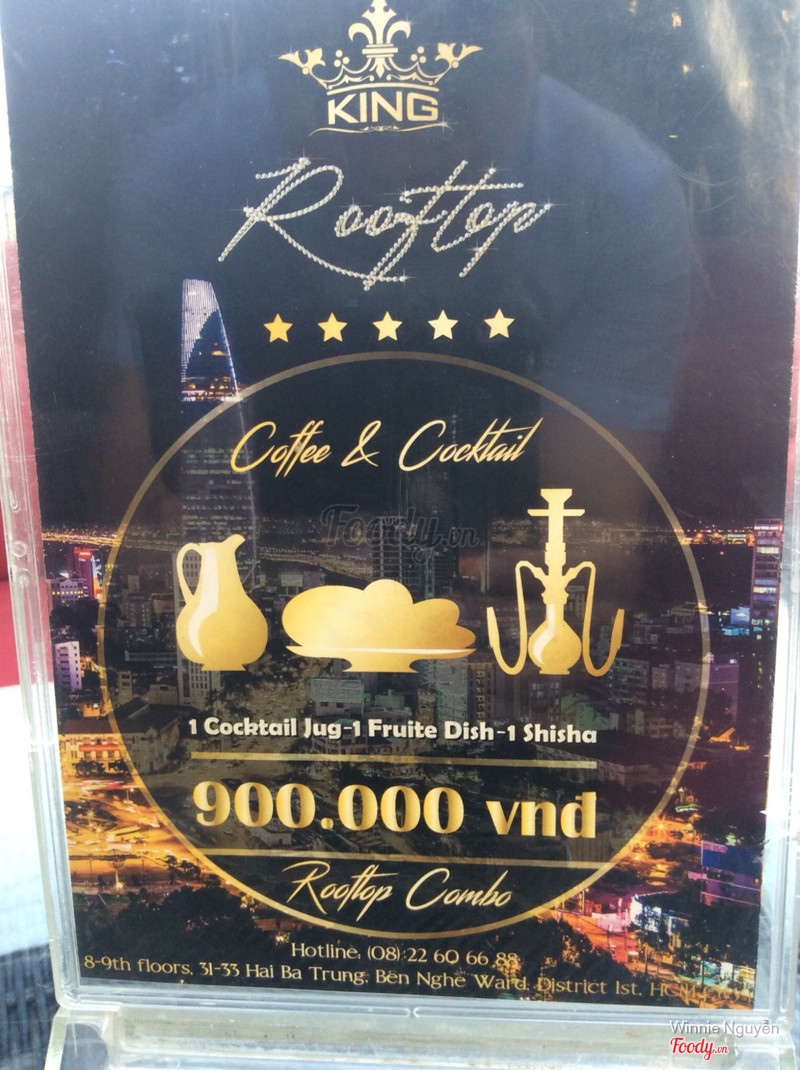 KING
Rooftop
Coffee & Cocktail
Foody.vn
1 Cocktail Jug-1 Fruite Dish-1 Shisha
900.000 vnđ
Rooftop Combo
Hotline: (08) 22 60 66 88
8-9th floors, 31-33 Hai Ba Trung, Ben Nghe Ward, District 1st, HCM
Winnie Nguyễn
Foody.vn